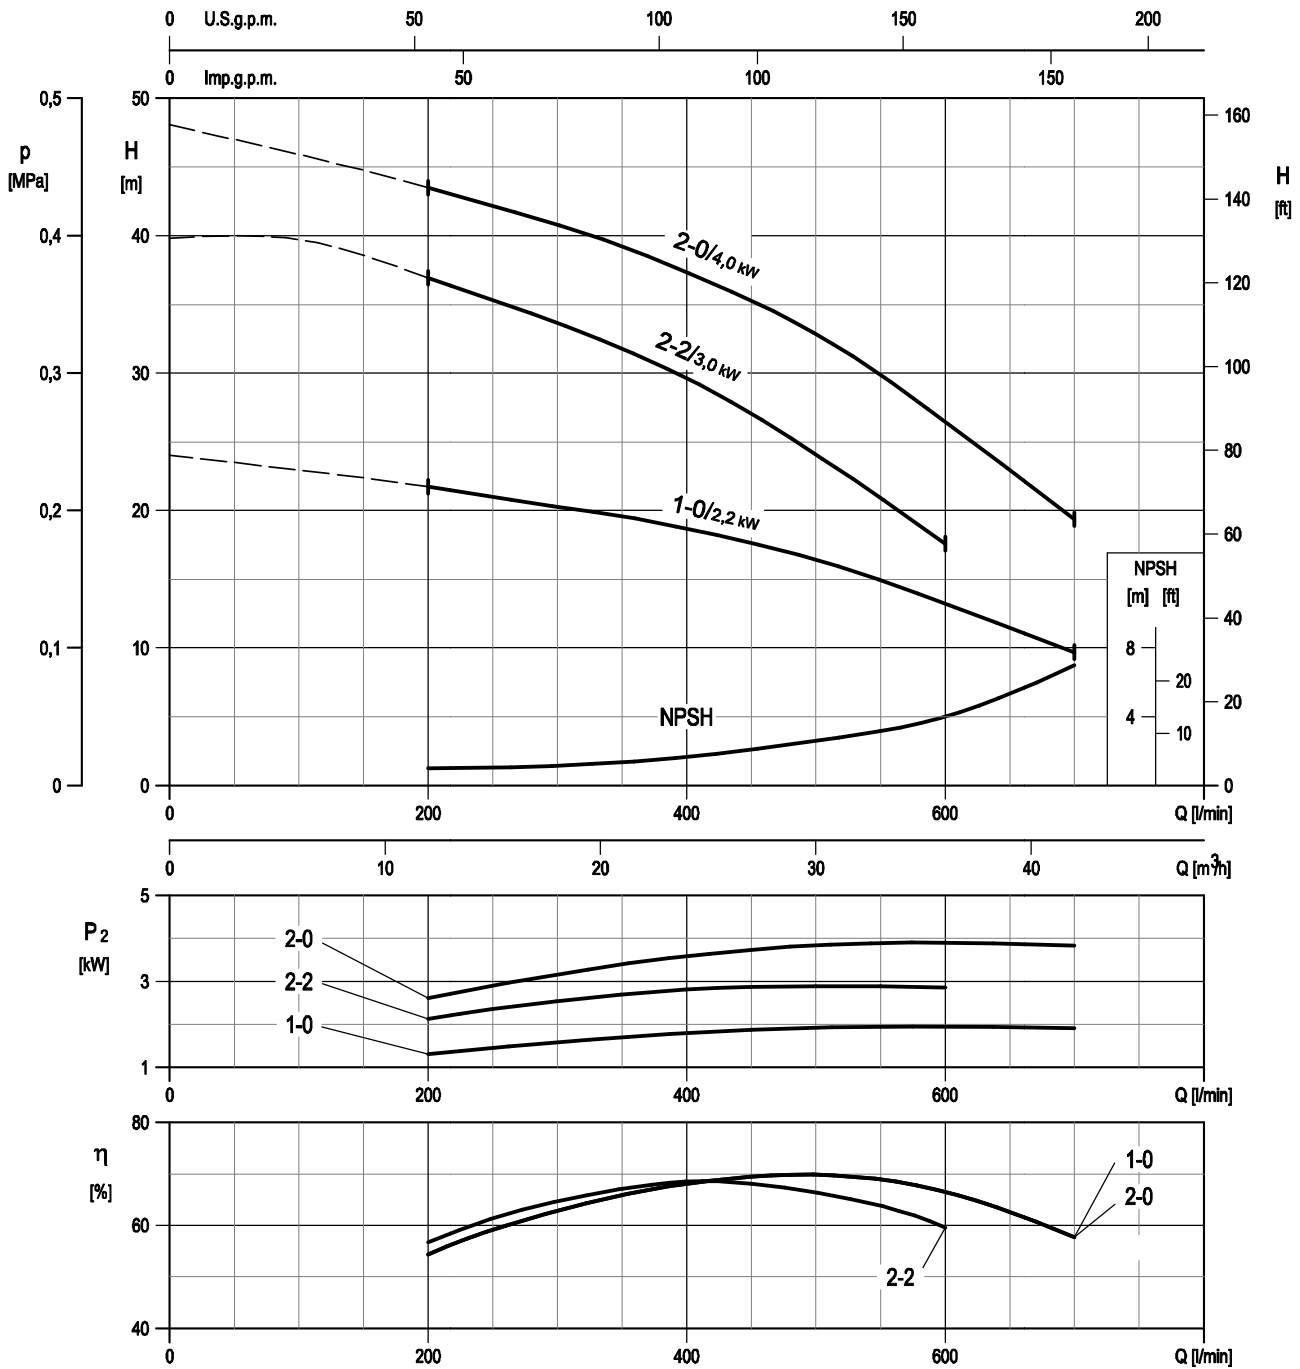 0 U.S.g.p.m. 50 100 150 200
0 Imp.g.p.m. 50 100 150
0,5 50 160
p H H
[MPa] [m] [ft]
140
0,4 40
2-0/4,0 kW
120
2-2/3,0 kW
0,3 30 100
80
0,2 20
1-0/2,2 kW
60
NPSH
[m] [ft]
40
0,1 10 8
20
NPSH 4 20
10
0 0 0
0 200 400 600 Q [l/min]
0 10 20 30 40 Q [m³/h]
5
P2 2-0
[kW]
3 2-2
1-0
1
0 200 400 600 Q [l/min]
80
η 1-0
[%] 2-0
60
2-2
40
0 200 400 600 Q [l/min]